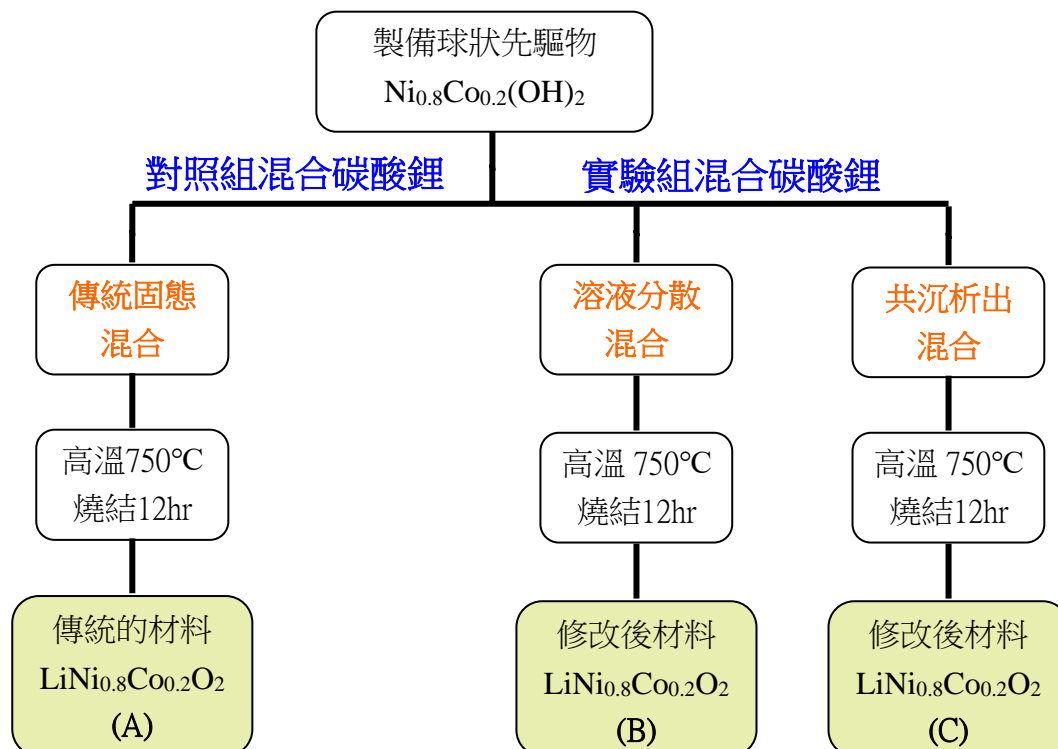 製備球狀先驅物
Ni0.8Co0.2(OH)2
對照組混合碳酸鋰
實驗組混合碳酸鋰
傳統固態
混合
溶液分散
混合
共沉析出
混合
高溫750℃
燒結12hr
高溫 750℃
燒結12hr
高溫 750℃
燒結12hr
傳統的材料
LiNi0.8Co0.2O2
(A)
修改後材料
LiNi0.8Co0.2O2
(B)
修改後材料
LiNi0.8Co0.2O2
(C)